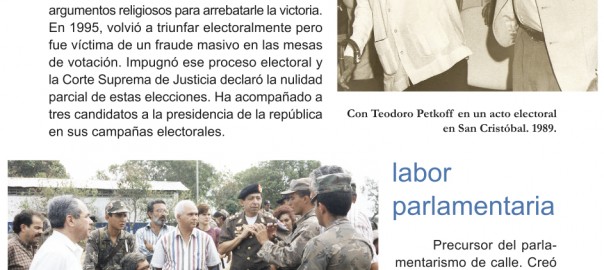 argumentos religiosos para arrebatarle la victoria.
En 1995, volvió a triunfar electoralmente pero
fue víctima de un fraude masivo en las mesas
de votación. Impugnó ese proceso electoral y
la Corte Suprema de Justicia declaró la nulidad
parcial de estas elecciones. Ha acompañado a
tres candidatos a la presidencia de la república
en sus campañas electorales.
Con Teodoro Petkoff en un acto electoral
en San Cristóbal. 1989.
labor
parlamentaria
Precursor del parla-
mentarismo de calle. Creó